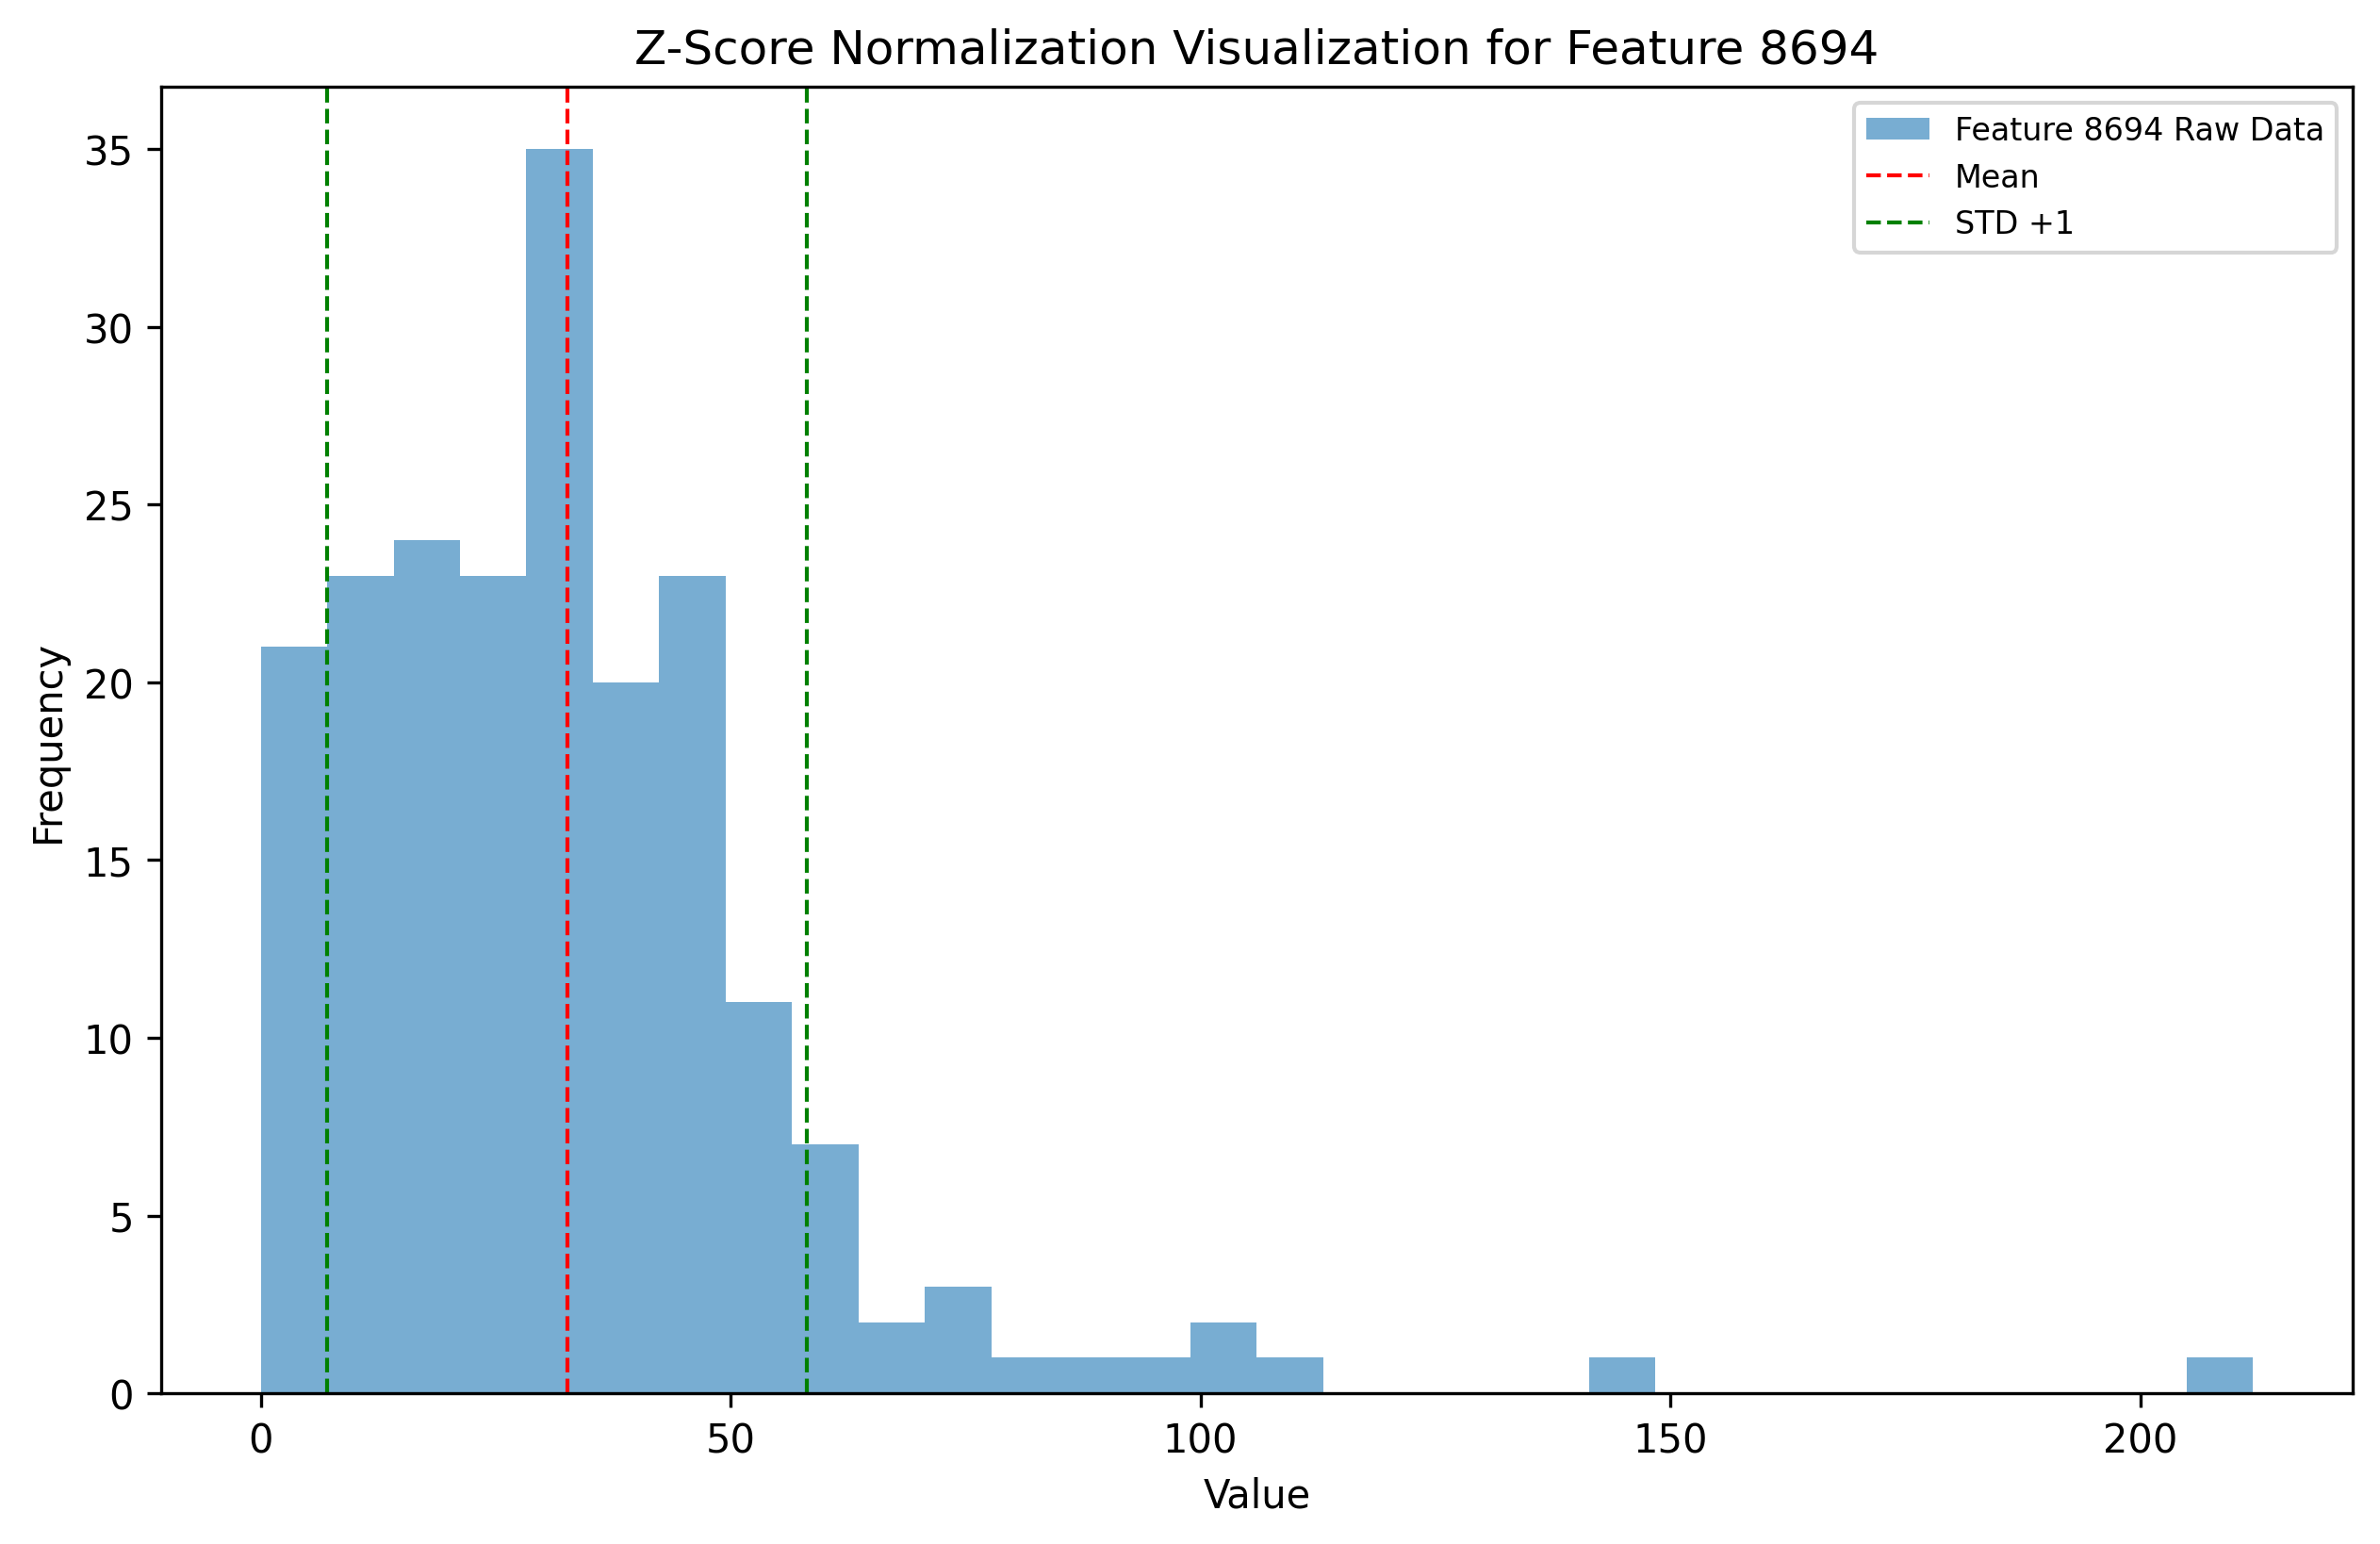 Z-Score Normalization Visualization for Feature 8694
Feature 8694 Raw Data
Mean
STD +1
35
30
25
20
15
10
5
0
Frequency
0 50 100 150 200
Value